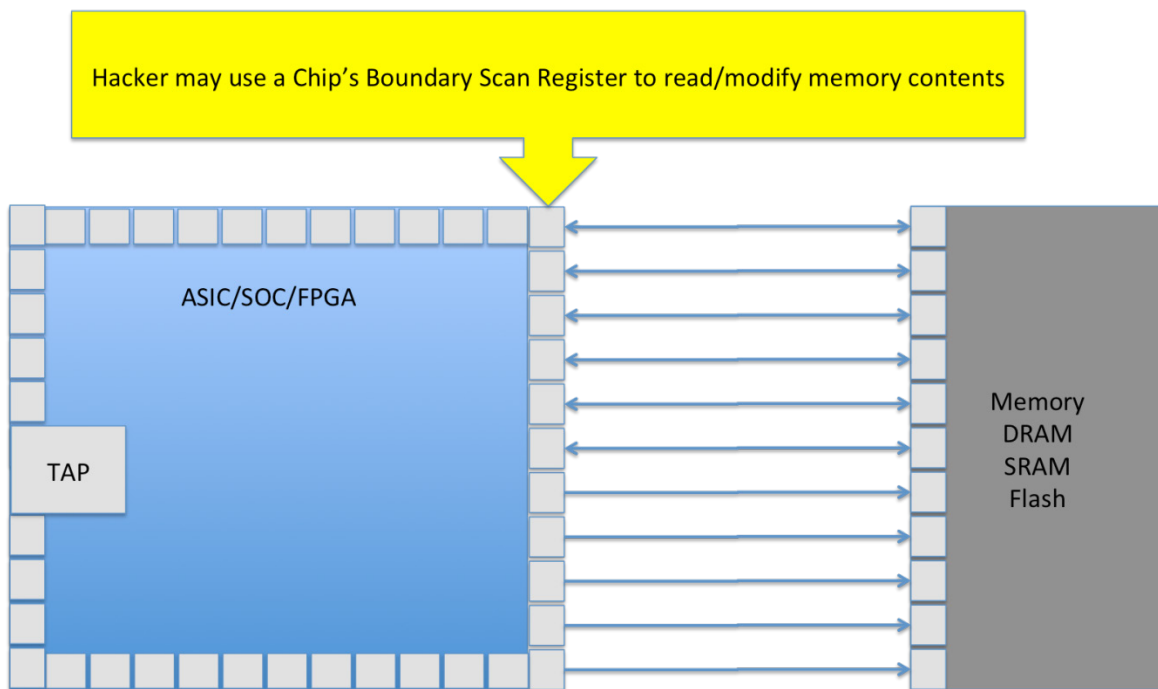 Hacker may use a Chip's Boundary Scan Register to read/modify memory contents
ASIC/SOC/FPGA
TAP
Memory
DRAM
SRAM
Flash